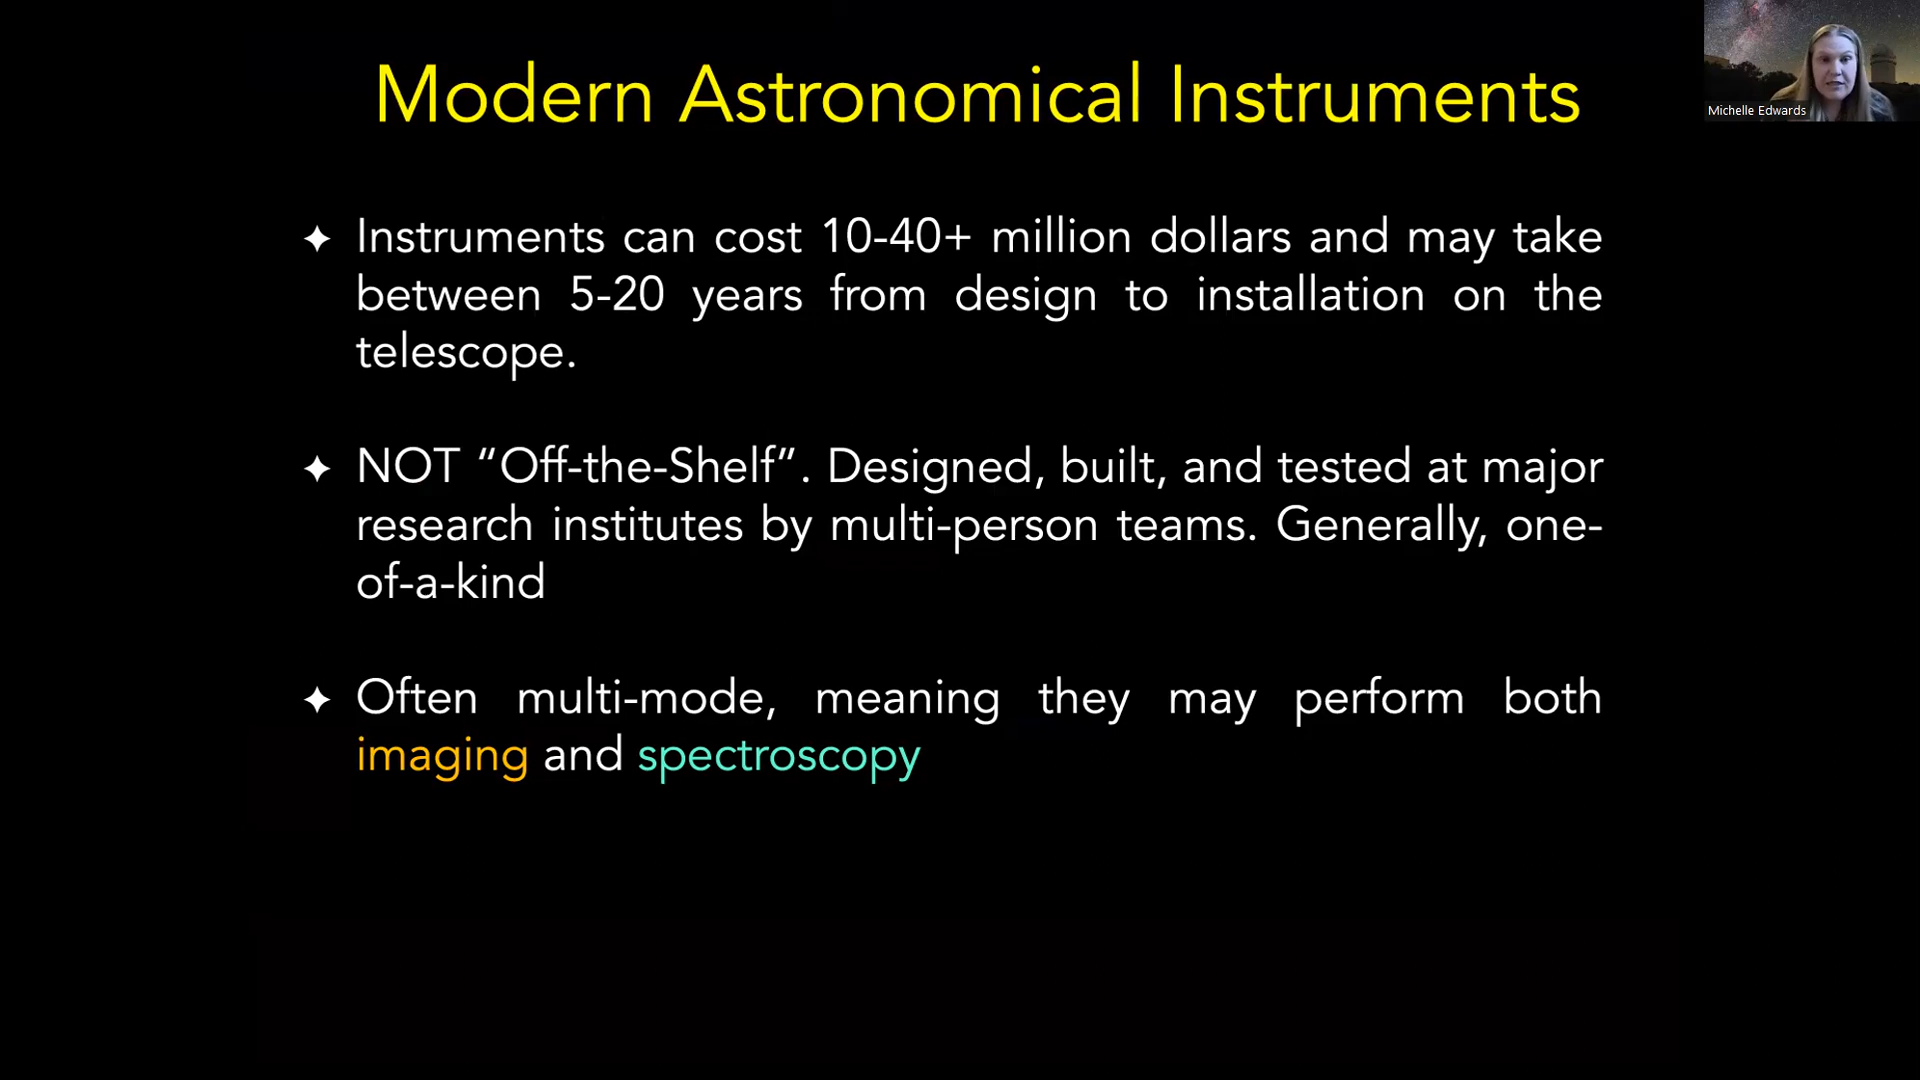 Modern Astronomical Instruments
Michelle Edwards
✦ Instruments can cost 10-40+ million dollars and may take
between 5-20 years from design to installation on the
telescope.
✦ NOT “Off-the-Shelf”. Designed, built, and tested at major
research institutes by multi-person teams. Generally, one-
of-a-kind
✦ Often multi-mode, meaning they may perform both
imaging and spectroscopy